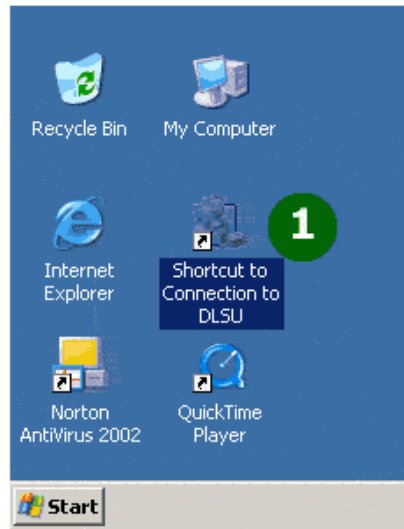 Recycle Bin
My Computer
1
Internet
Explorer
Shortcut to
Connection to
DLSU
Norton
AntiVirus 2002
QuickTime
Player
Start